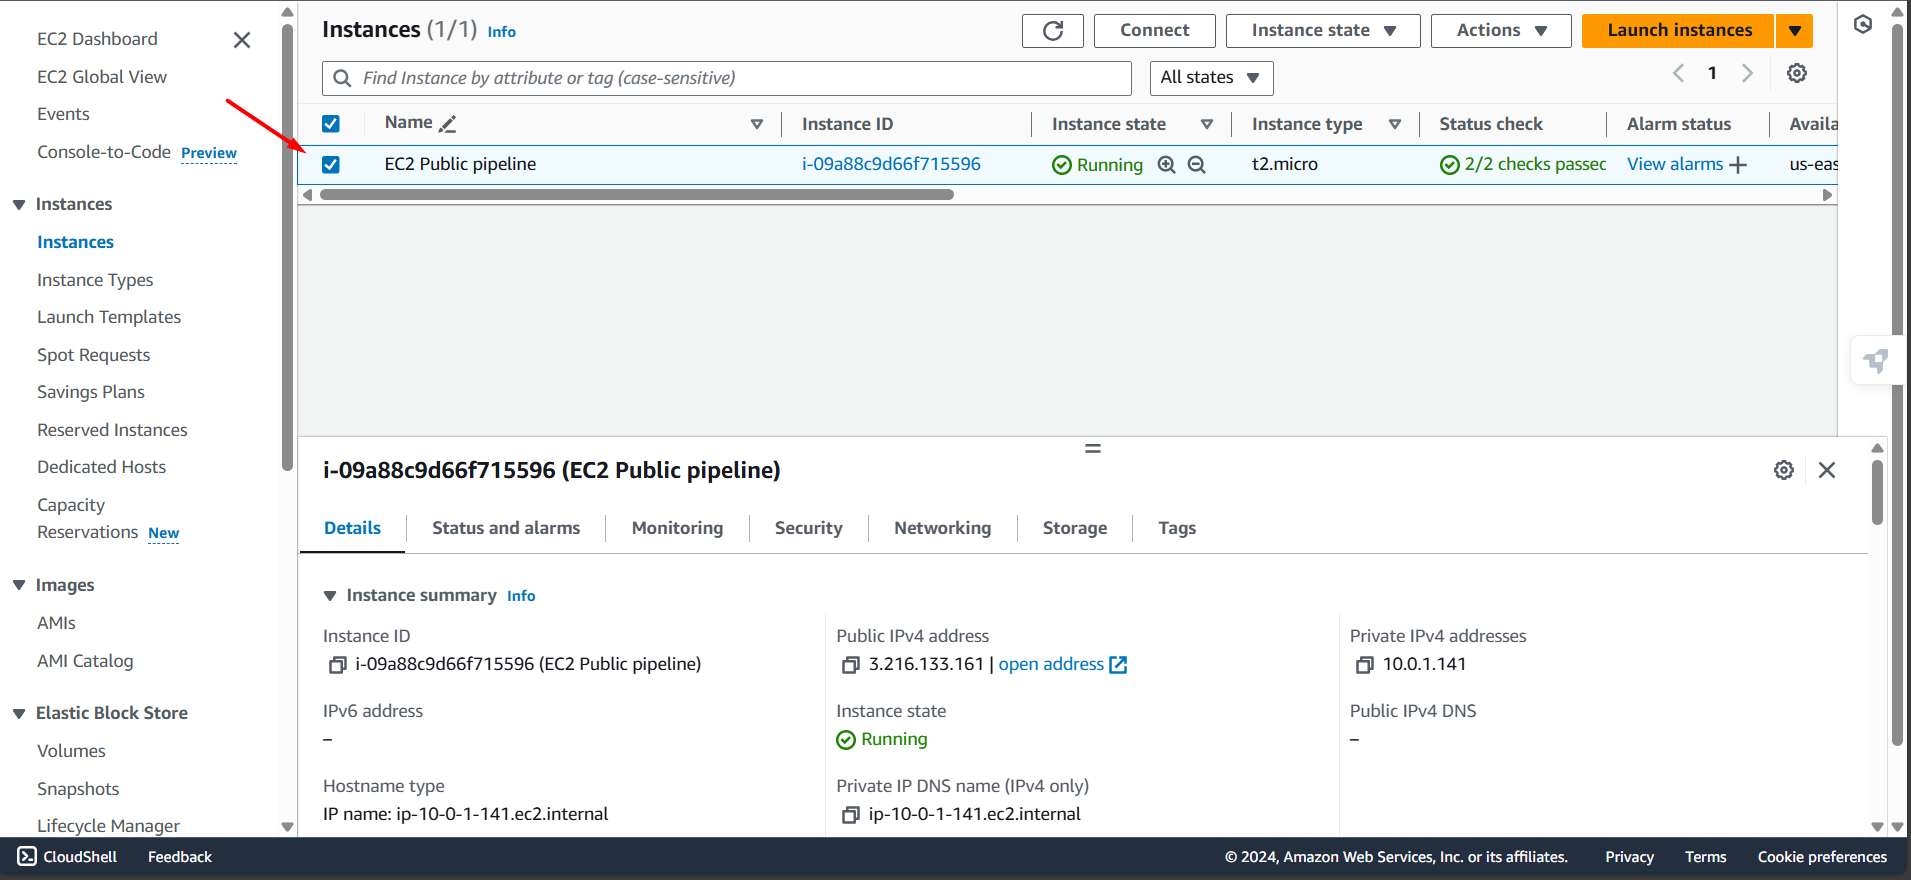 EC2 Dashboard
EC2 Global View
Events
Console-to-Code Preview
Instances
Instances
Instance Types
Launch Templates
Spot Requests
Savings Plans
Reserved Instances
Dedicated Hosts
Capacity
Reservations New
Images
AMIs
AMI Catalog
Elastic Block Store
Volumes
Snapshots
Lifecycle Manager
Instances (1/1) Info
Connect
Instance state
Actions
Launch instances
Find Instance by attribute or tag (case-sensitive)
All states
1
Name Instance ID Instance state Instance type Status check Alarm status Availa
EC2 Public pipeline i-09a88c9d66f715596 Running t2.micro 2/2 checks passec View alarms us-eas
i-09a88c9d66f715596 (EC2 Public pipeline)
Details Status and alarms Monitoring Security Networking Storage Tags
Instance summary Info
Instance ID
i-09a88c9d66f715596 (EC2 Public pipeline)
Public IPv4 address
3.216.133.161 | open address
Private IPv4 addresses
10.0.1.141
IPv6 address
–
Instance state
Running
Public IPv4 DNS
–
Hostname type
IP name: ip-10-0-1-141.ec2.internal
Private IP DNS name (IPv4 only)
ip-10-0-1-141.ec2.internal
CloudShell Feedback © 2024, Amazon Web Services, Inc. or its affiliates. Privacy Terms Cookie preferences